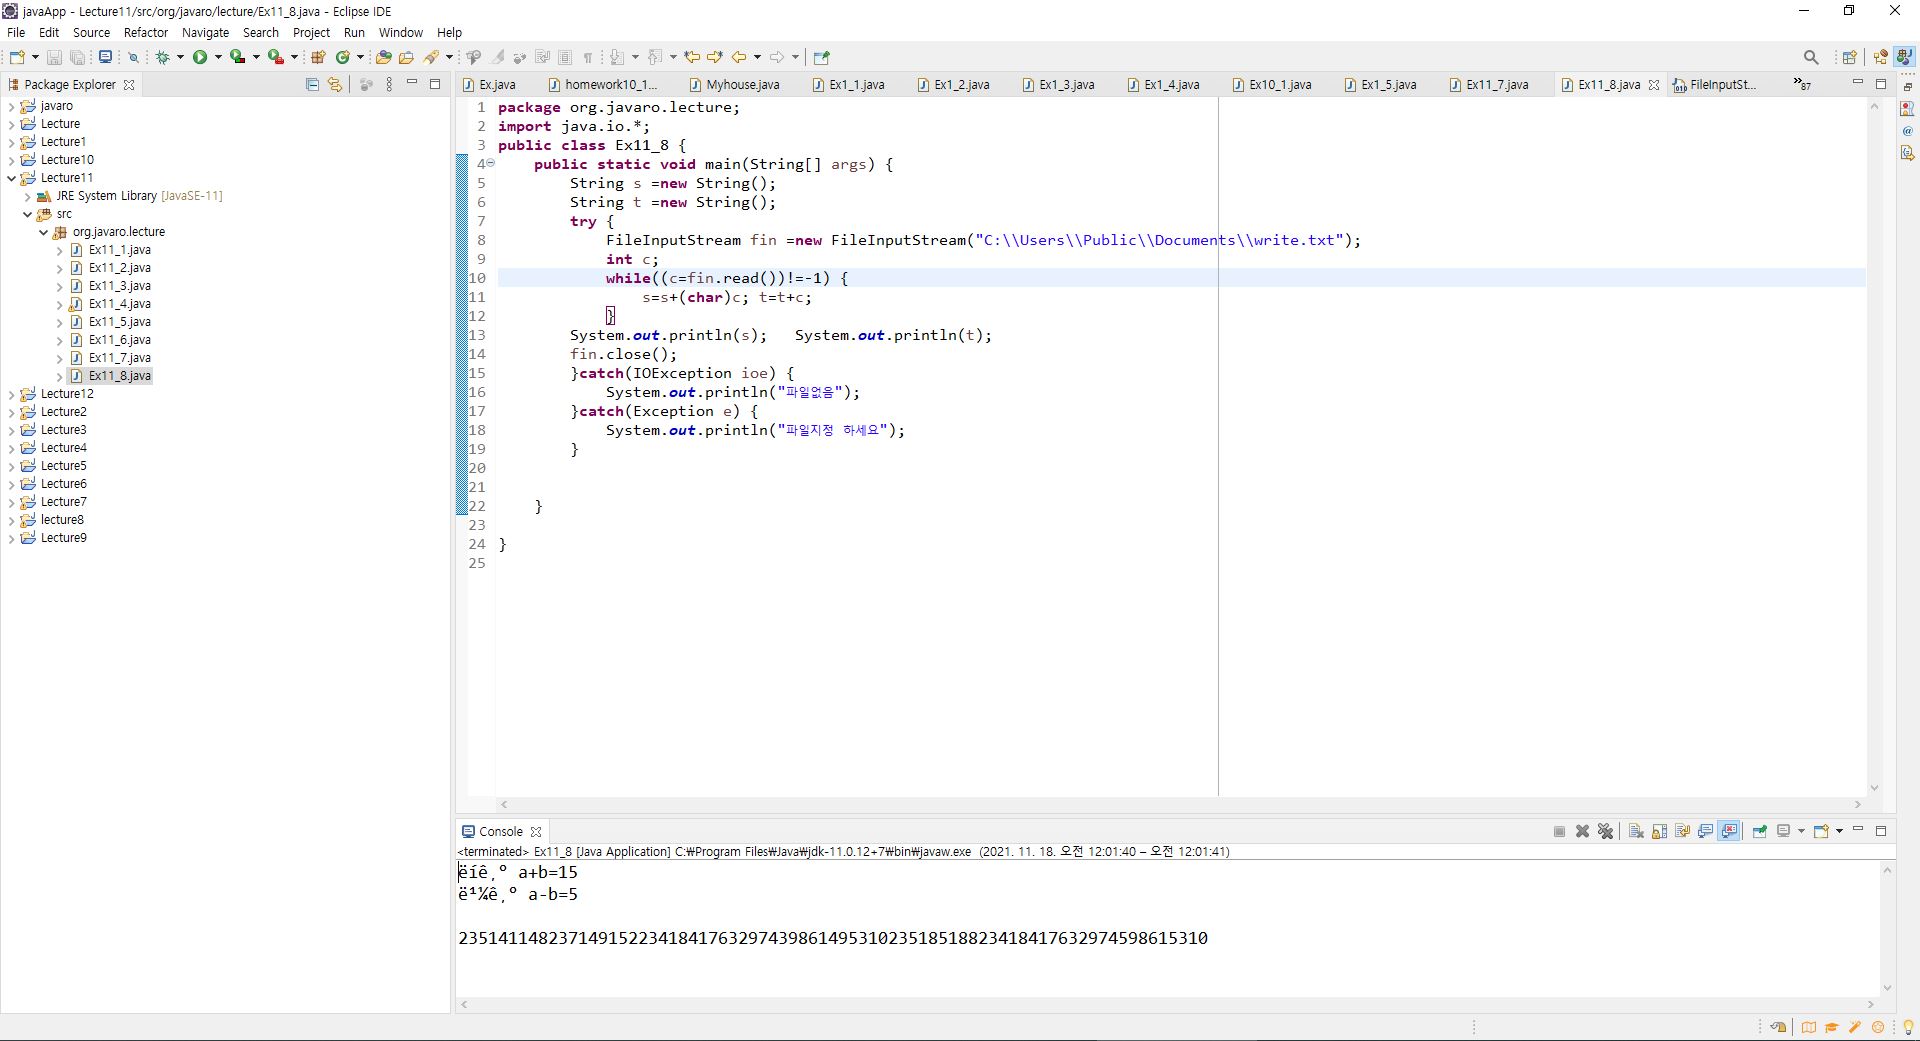 javaApp - Lecture11/src/org/javaro/lecture/Ex11_8.java - Eclipse IDE
File Edit Source Refactor Navigate Search Project Run Window Help
Package Explorer
javaro
Lecture
Lecture1
Lecture10
Lecture11
JRE System Library [JavaSE-11]
src
org.javaro.lecture
Ex11_1.java
Ex11_2.java
Ex11_3.java
Ex11_4.java
Ex11_5.java
Ex11_6.java
Ex11_7.java
Ex11_8.java
Lecture12
Lecture2
Lecture3
Lecture4
Lecture5
Lecture6
Lecture7
lecture8
Lecture9
Ex.java homework10_1... Myhouse.java Ex1_1.java Ex1_2.java Ex1_3.java Ex1_4.java Ex10_1.java Ex1_5.java Ex11_7.java Ex11_8.java FileInputSt... »87
1 package org.javaro.lecture;
2 import java.io.*;
3 public class Ex11_8 {
4 public static void main(String[] args) {
5 String s =new String();
6 String t =new String();
7 try {
8 FileInputStream fin =new FileInputStream("C:\\Users\\Public\\Documents\\write.txt");
9 int c;
10 while((c=fin.read())!=-1) {
11 s=s+(char)c; t=t+c;
12 }
13 System.out.println(s); System.out.println(t);
14 fin.close();
15 }catch(IOException ioe) {
16 System.out.println("파일없음");
17 }catch(Exception e) {
18 System.out.println("파일지정 하세요");
19 }
20
21
22 }
23
24 }
25
Console
<terminated> Ex11_8 [Java Application] C:₩Program Files₩Java₩jdk-11.0.12+7₩bin₩javaw.exe (2021. 11. 18. 오전 12:01:40 – 오전 12:01:41)
ëíê¸º a+b=15
ë¹¼ê¸º a-b=5
2351411482371491522341841763297439861495310235185188234184176329745986153​10